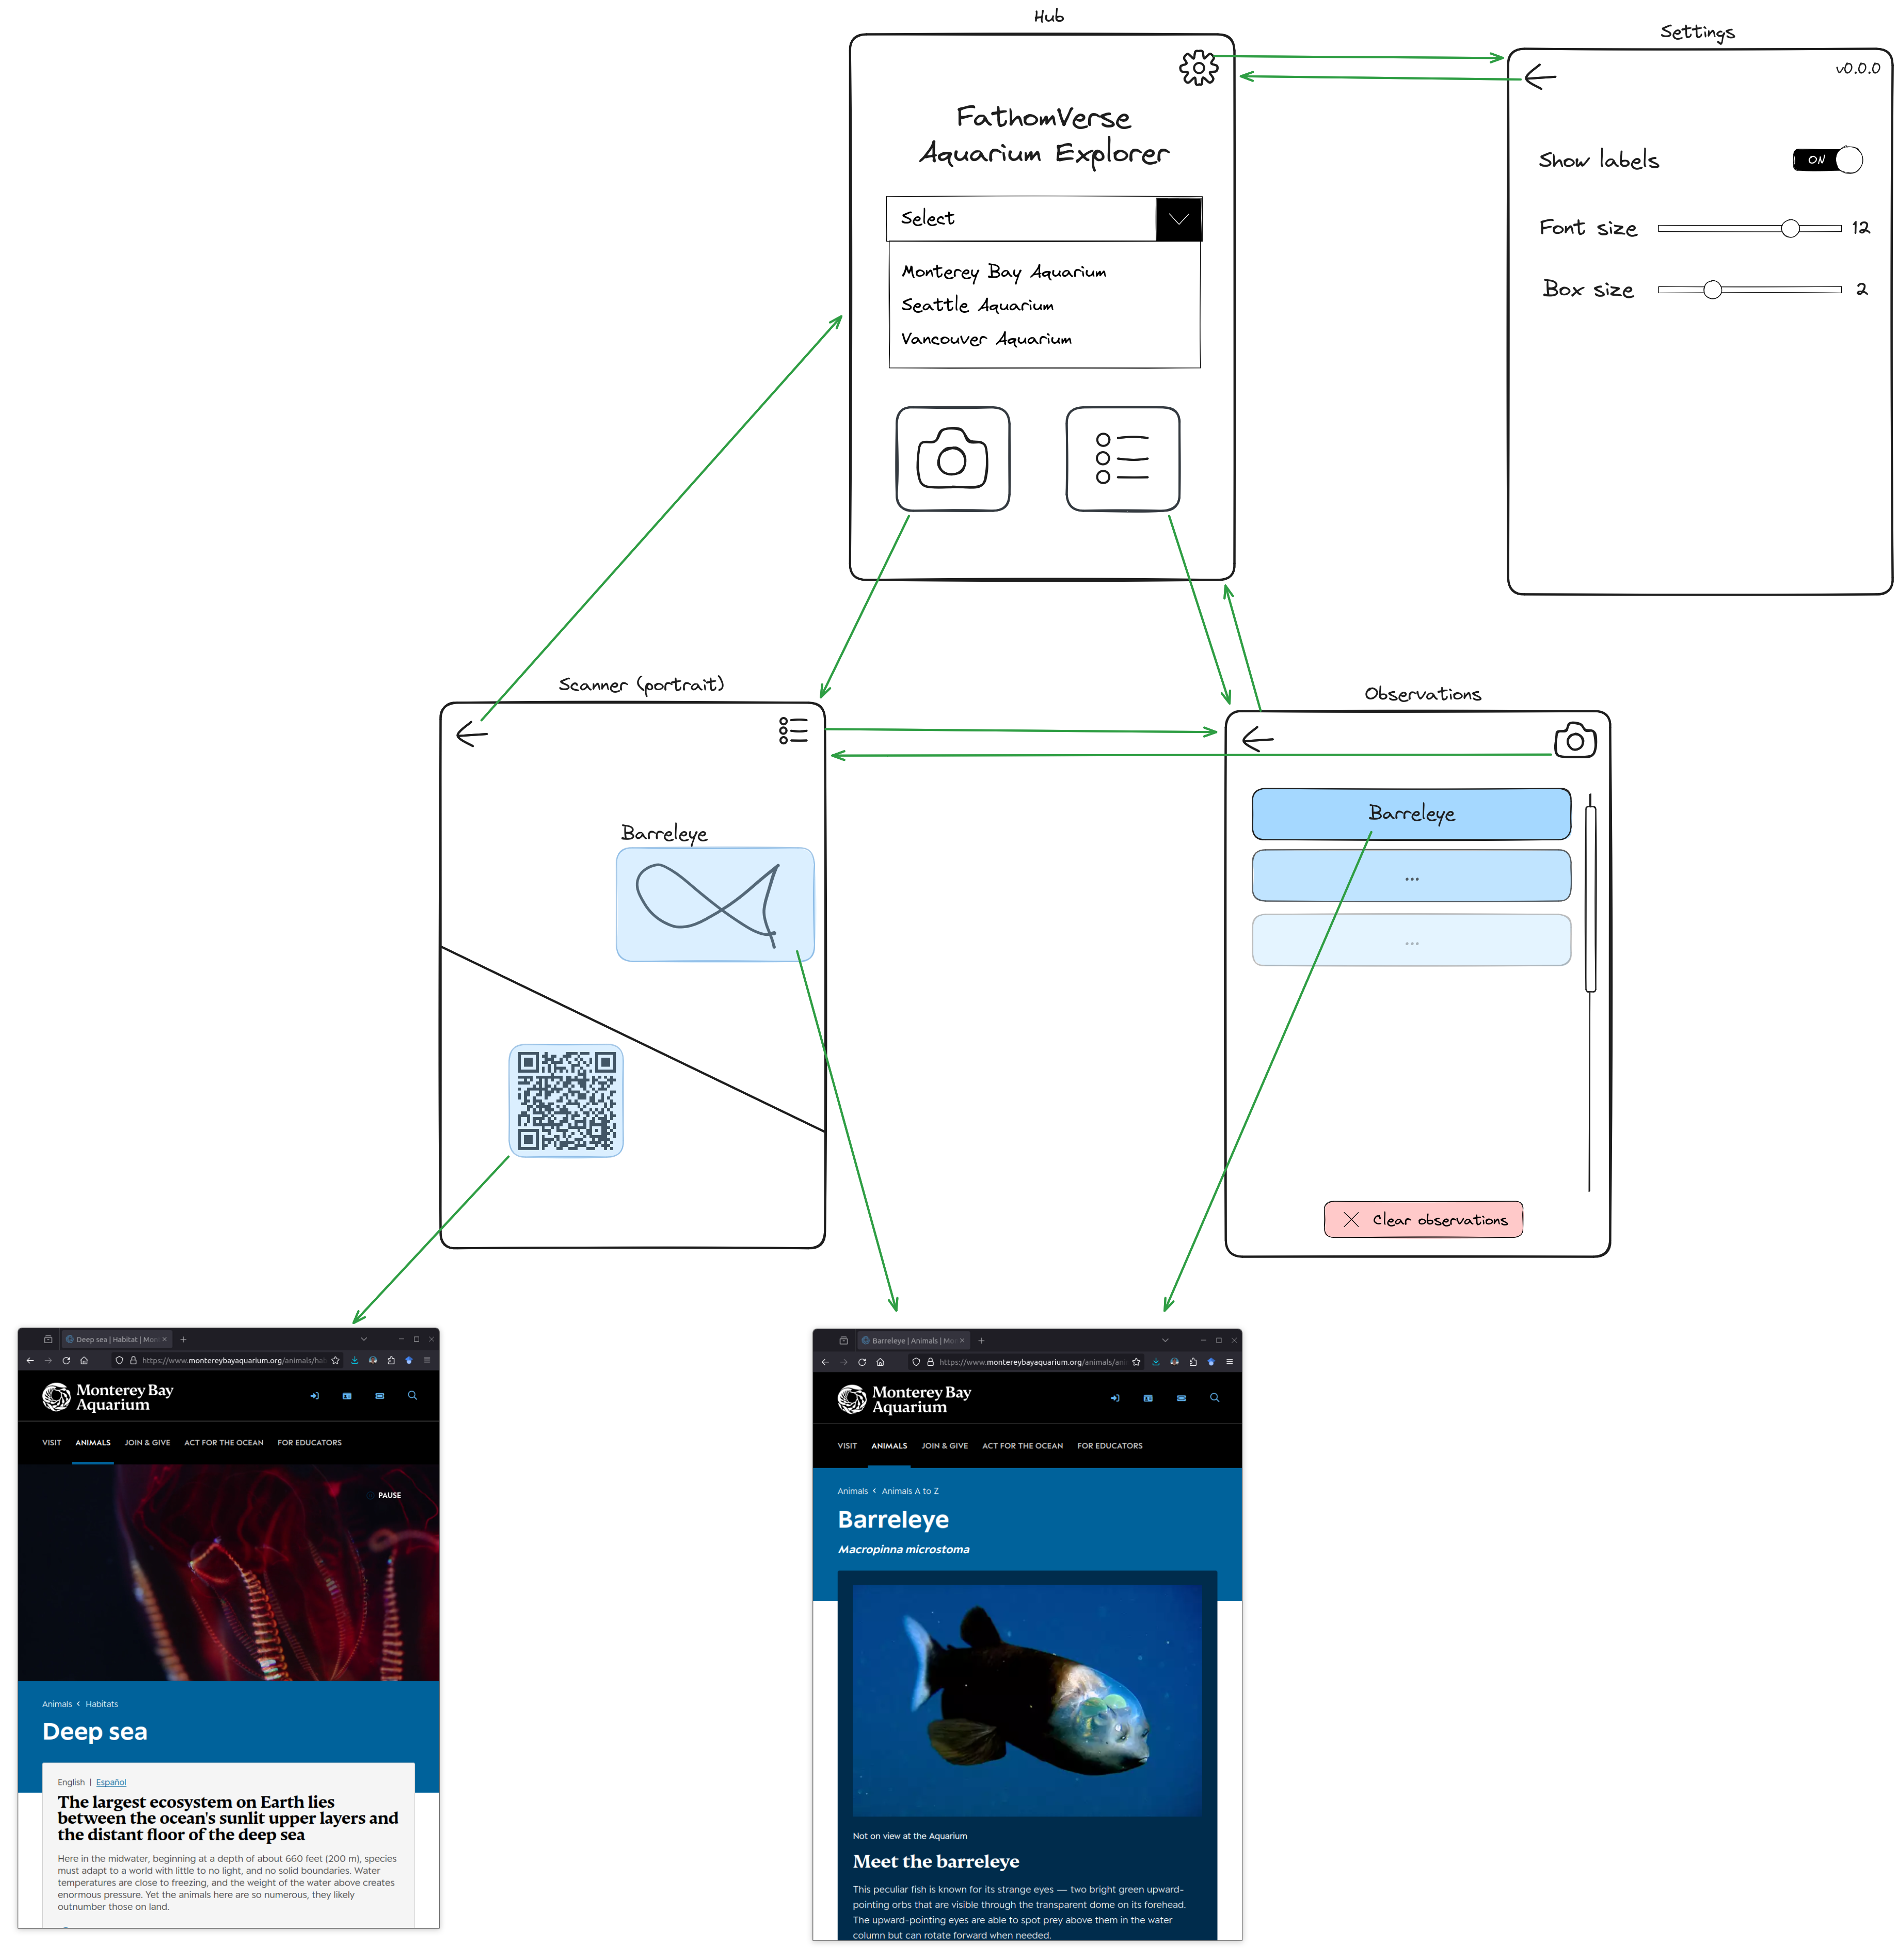 Hub
FathomVerse
Aquarium Explorer
Select
Monterey Bay Aquarium
Seattle Aquarium
Vancouver Aquarium
Settings
v0.0.0
Show labels
ON
Font size
12
Box size
2
Scanner (portrait)
Barreleye
Observations
Barreleye
...
...
Clear observations
Deep sea | Habitat | Mon
https://www.montereybayaquarium.org/animals/ha
Monterey Bay
Aquarium
VISIT ANIMALS JOIN & GIVE ACT FOR THE OCEAN FOR EDUCATORS
PAUSE
Animals < Habitats
Deep sea
English | Español
The largest ecosystem on Earth lies
between the ocean's sunlit upper layers and
the distant floor of the deep sea
Here in the midwater, beginning at a depth of about 660 feet (200 m), species
must adapt to a world with little to no light, and no solid boundaries. Water
temperatures are close to freezing, and the weight of the water above creates
enormous pressure. Yet the animals here are so numerous, they likely
outnumber those on land.
Barreleye | Animals | Mo
https://www.montereybayaquarium.org/animals/an
Monterey Bay
Aquarium
VISIT ANIMALS JOIN & GIVE ACT FOR THE OCEAN FOR EDUCATORS
Animals < Animals A to Z
Barreleye
Macropinna microstoma
Not on view at the Aquarium
Meet the barreleye
This peculiar fish is known for its strange eyes — two bright green upward-
pointing orbs that are visible through the transparent dome on its forehead.
The upward-pointing eyes are able to spot prey above them in the water
column but can rotate forward when needed.